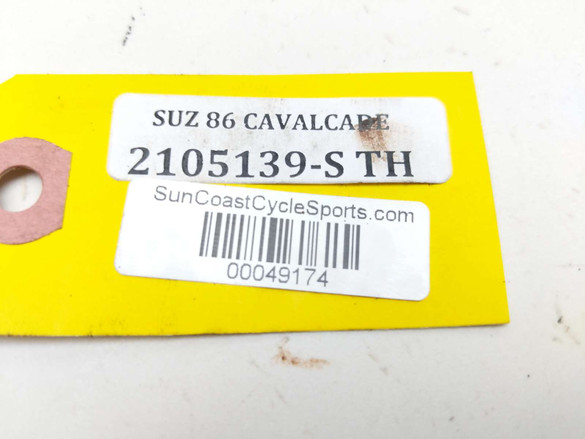 SUZ 86 CAVALCADE
2105139-S TH
SunCoastCycleSports.com
00049174